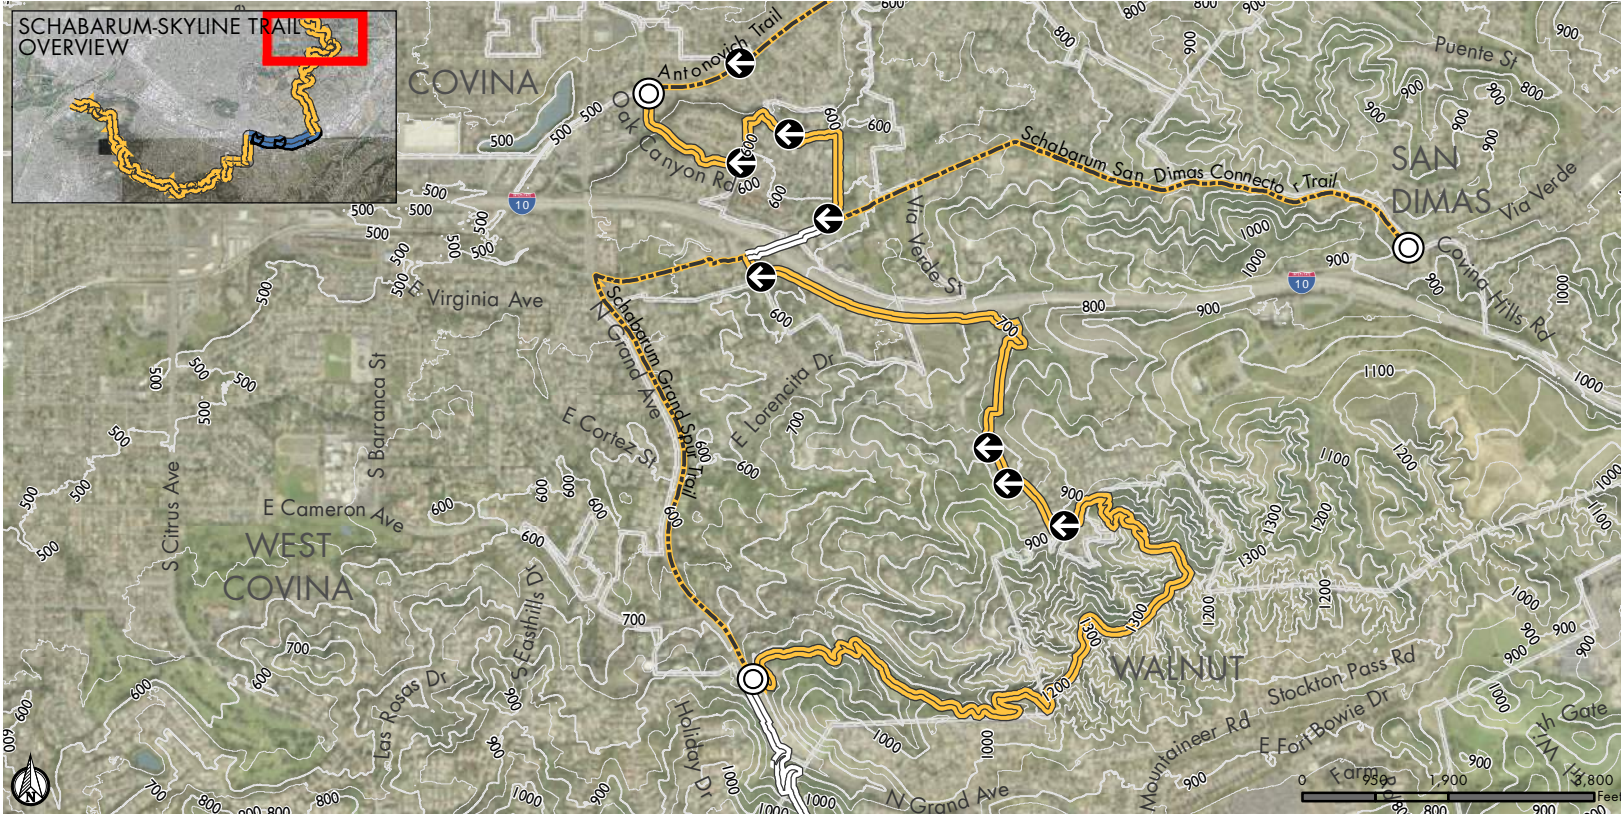 SCHABARUM-SKYLINE TRAIL
OVERVIEW
COVINA
Antonovich Trail
Oak Canyon Rd
Schabarum San Dimas Connector Trail
SAN
DIMAS
Puente St
Via Verde
Via Verde St
Covina Hills Rd
10
10
E Virginia Ave
N Grand Ave
Schabarum Grand Spur Trail
E Lorencita Dr
E Cortez St
S Barranca St
S Citrus Ave
E Cameron Ave
WEST
COVINA
S Easthills Dr
Las Rosas Dr
Holiday Dr
N Grand Ave
WALNUT
Stockton Pass Rd
Mountaineer Rd
E Fort Bowie Dr
Gate
Farm
500
600
700
800
900
1000
1100
1200
1300
N
0 950 1,900 3,800
Feet